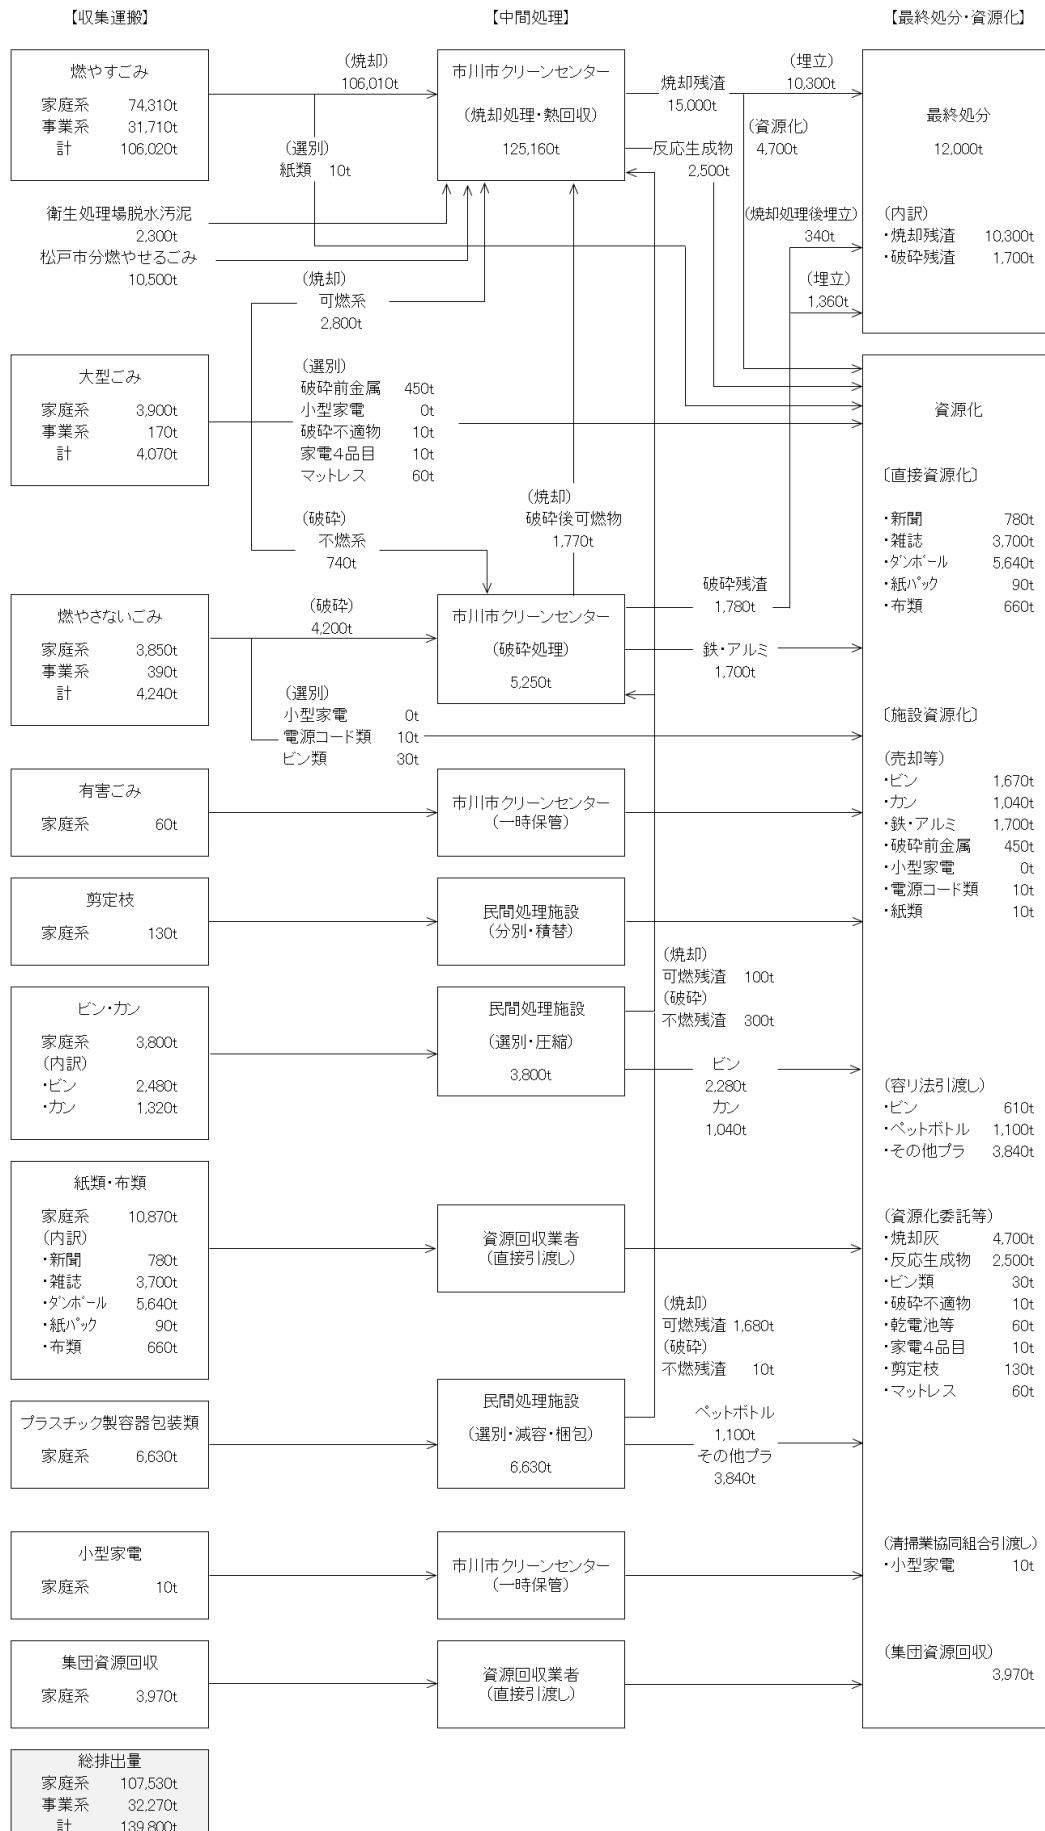 【収集運搬】
【中間処理】
【最終処分・資源化】
燃やすごみ
家庭系 74,310t
事業系 31,710t
計 106,020t
(焼却)
106,010t
(選別)
紙類 10t
市川市クリーンセンター
(焼却処理・熱回収)
125,160t
焼却残渣
15,000t
(埋立)
10,300t
(資源化)
4,700t
反応生成物
2,500t
最終処分
12,000t
(内訳)
・焼却残渣 10,300t
・破砕残渣 1,700t
衛生処理場脱水汚泥
2,300t
松戸市分燃やせるごみ
10,500t
(焼却処理後埋立)
340t
(埋立)
1,360t
(焼却)
可燃系
2,800t
大型ごみ
家庭系 3,900t
事業系 170t
計 4,070t
(選別)
破砕前金属 450t
小型家電 0t
破砕不適物 10t
家電4品目 10t
マットレス 60t
(破砕)
不燃系
740t
(焼却)
破砕後可燃物
1,770t
燃やさないごみ
家庭系 3,850t
事業系 390t
計 4,240t
(破砕)
4,200t
(選別)
小型家電 0t
電源コード類 10t
ビン類 30t
市川市クリーンセンター
(破砕処理)
5,250t
破砕残渣
1,780t
鉄・アルミ
1,700t
資源化
〔直接資源化〕
・新聞 780t
・雑誌 3,700t
・ダンボール 5,640t
・紙パック 90t
・布類 660t
〔施設資源化〕
(売却等)
・ビン 1,670t
・カン 1,040t
・鉄・アルミ 1,700t
・破砕前金属 450t
・小型家電 0t
・電源コード類 10t
・紙類 10t
有害ごみ
家庭系 60t
市川市クリーンセンター
(一時保管)
剪定枝
家庭系 130t
民間処理施設
(分別・積替)
ビン・カン
家庭系 3,800t
(内訳)
・ビン 2,480t
・カン 1,320t
民間処理施設
(選別・圧縮)
3,800t
(焼却)
可燃残渣 100t
(破砕)
不燃残渣 300t
ビン
2,280t
カン
1,040t
(容リ法引渡し)
・ビン 610t
・ペットボトル 1,100t
・その他プラ 3,840t
紙類・布類
家庭系 10,870t
(内訳)
・新聞 780t
・雑誌 3,700t
・ダンボール 5,640t
・紙パック 90t
・布類 660t
資源回収業者
(直接引渡し)
(資源化委託等)
・焼却灰 4,700t
・反応生成物 2,500t
・ビン類 30t
・破砕不適物 10t
・乾電池等 60t
・家電4品目 10t
・剪定枝 130t
・マットレス 60t
(焼却)
可燃残渣 1,680t
(破砕)
不燃残渣 10t
プラスチック製容器包装類
家庭系 6,630t
民間処理施設
(選別・減容・梱包)
6,630t
ペットボトル
1,100t
その他プラ
3,840t
小型家電
家庭系 10t
市川市クリーンセンター
(一時保管)
(清掃業協同組合引渡し)
・小型家電 10t
集団資源回収
家庭系 3,970t
資源回収業者
(直接引渡し)
(集団資源回収)
3,970t
総排出量
家庭系 107,530t
事業系 32,270t
計 139,800t